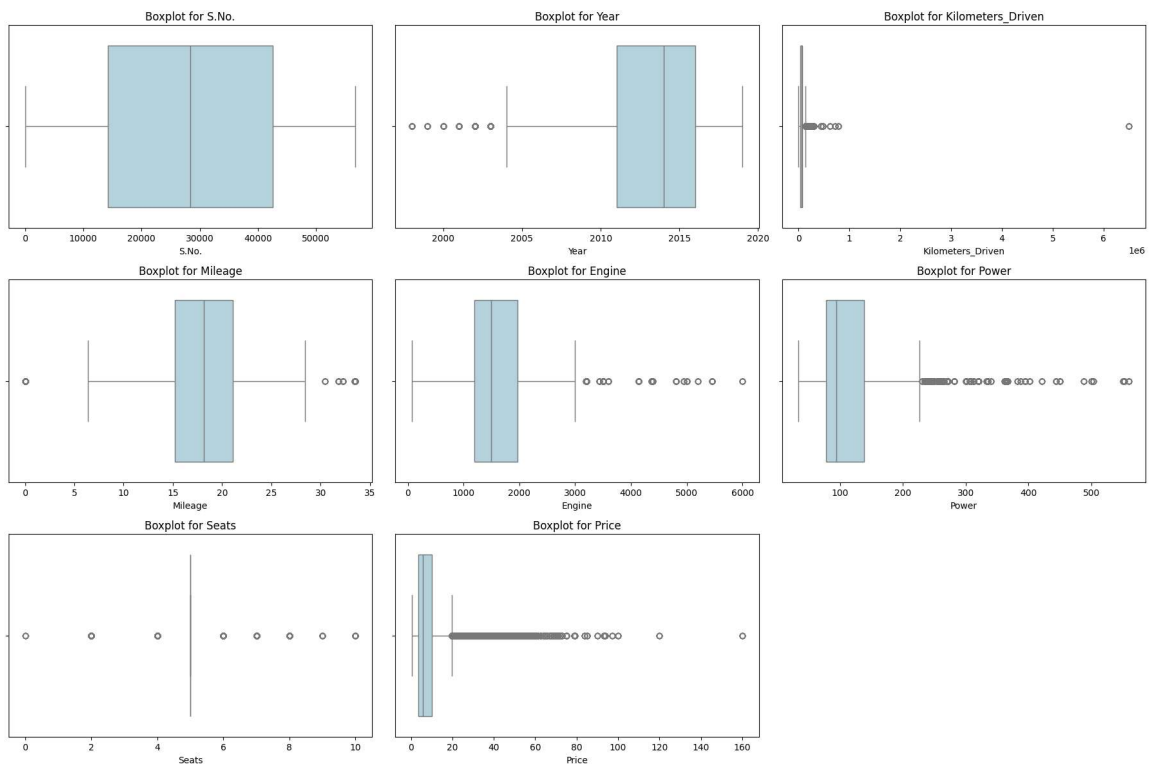 Boxplot for S.No.
0 10000 20000 30000 40000 50000
S.No.
Boxplot for Year
2000 2005 2010 2015 2020
Year
Boxplot for Kilometers_Driven
0 1 2 3 4 5 6
1e6
Kilometers_Driven
Boxplot for Mileage
0 5 10 15 20 25 30 35
Mileage
Boxplot for Engine
0 1000 2000 3000 4000 5000 6000
Engine
Boxplot for Power
100 200 300 400 500
Power
Boxplot for Seats
0 2 4 6 8 10
Seats
Boxplot for Price
0 20 40 60 80 100 120 140 160
Price